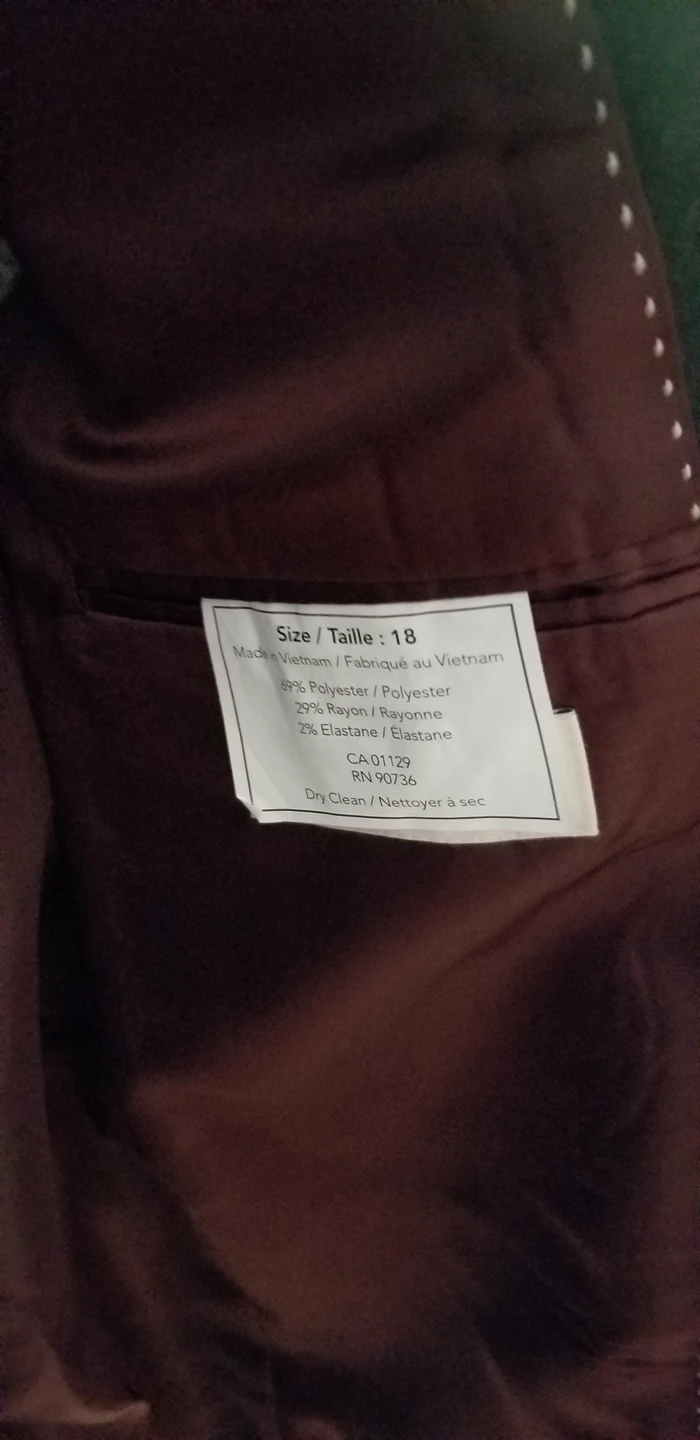 Size / Taille : 18
Made in Vietnam / Fabriqué au Vietnam
69% Polyester / Polyester
29% Rayon / Rayonne
2% Elastane / Élastane
CA 01129
RN 90736
Dry Clean / Nettoyer à sec